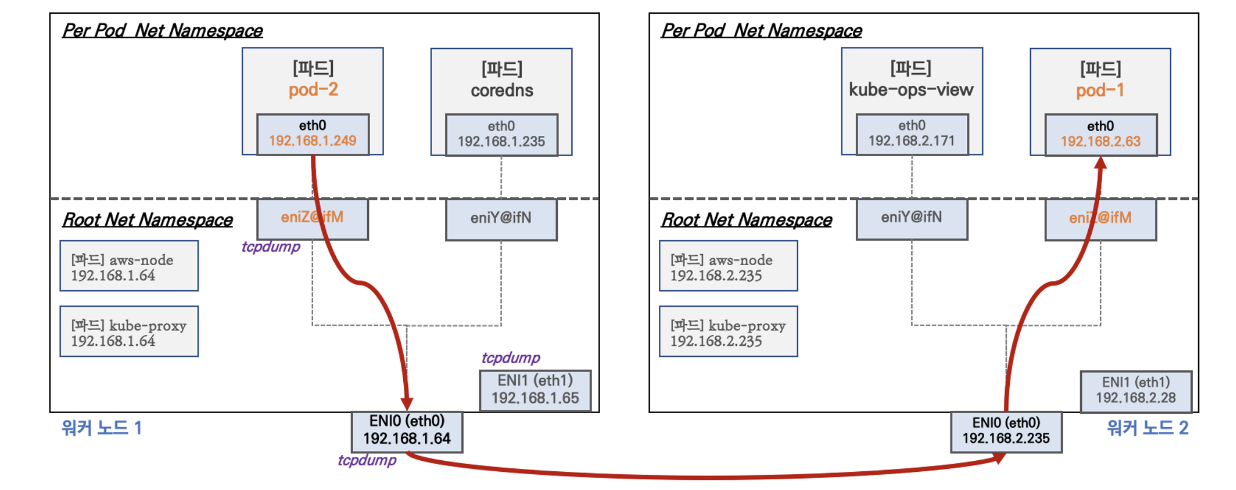 Per Pod Net Namespace
[파드]
pod-2
eth0
192.168.1.249
[파드]
coredns
eth0
192.168.1.235
Root Net Namespace
eniZ@ifM
eniY@ifN
tcpdump
[파드] aws-node
192.168.1.64
[파드] kube-proxy
192.168.1.64
tcpdump
ENI1 (eth1)
192.168.1.65
워커 노드 1
ENI0 (eth0)
192.168.1.64
tcpdump
Per Pod Net Namespace
[파드]
kube-ops-view
eth0
192.168.2.171
[파드]
pod-1
eth0
192.168.2.63
Root Net Namespace
eniY@ifN
eniZ@ifM
[파드] aws-node
192.168.2.235
[파드] kube-proxy
192.168.2.235
ENI1 (eth1)
192.168.2.28
ENI0 (eth0)
192.168.2.235
워커 노드 2